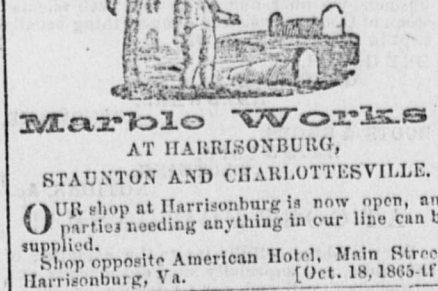 Marble Works
AT HARRISONBURG,
STAUNTON AND CHARLOTTESVILLE.
OUR shop at Harrisonburg is now open, an
parties needing anything in our line can b
supplied.
Shop opposite American Hotel, Main Stree
Harrisonburg, Va. [Oct. 18, 1865-tf